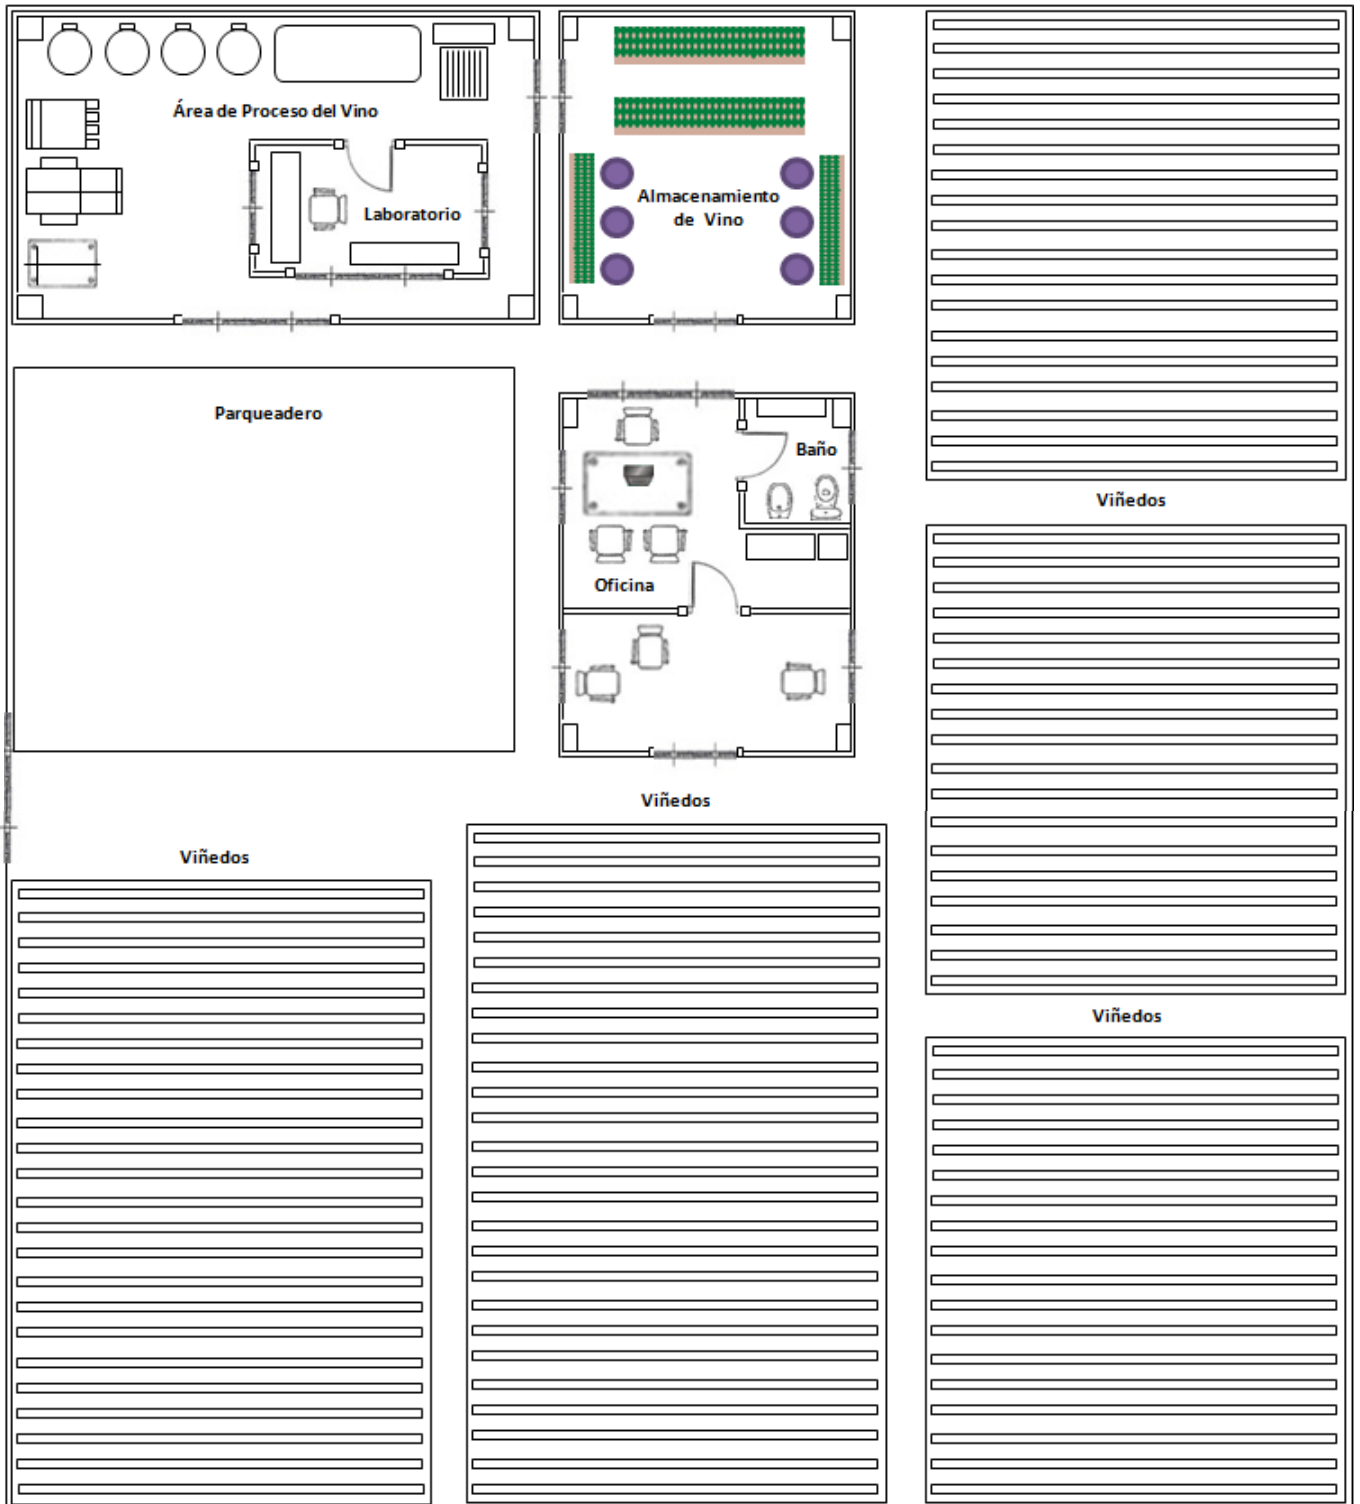 Área de Proceso del Vino
Laboratorio
Almacenamiento
de Vino
Parqueadero
Baño
Oficina
Viñedos
Viñedos
Viñedos
Viñedos